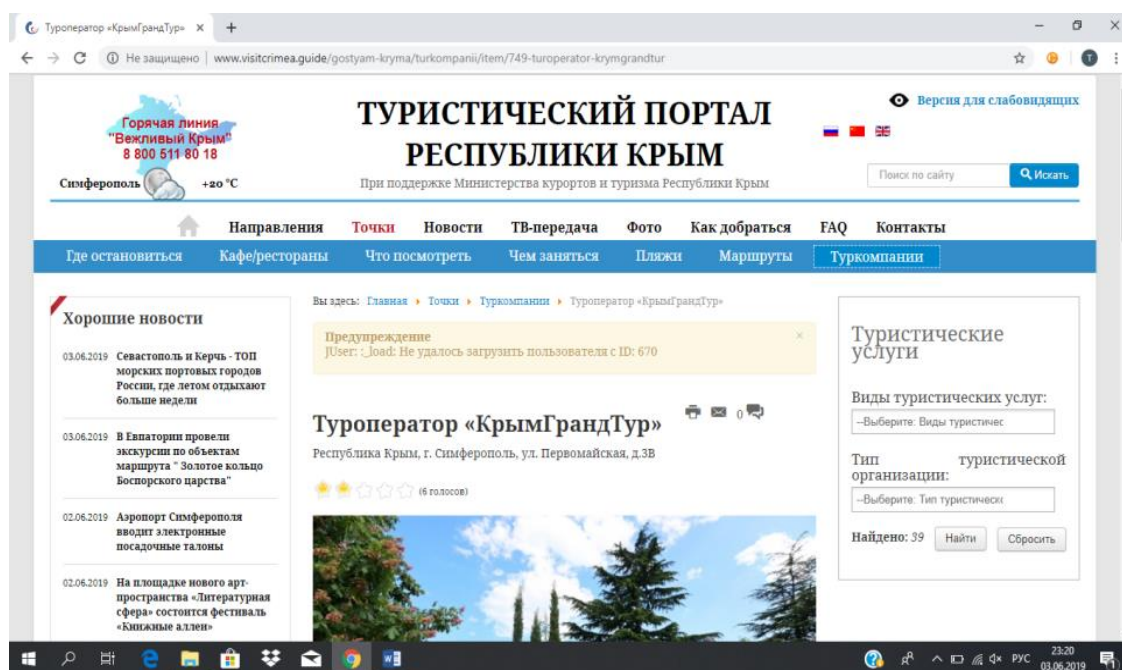 Туроператор «КрымГрандТур»
Не защищено | www.visitcrimea.guide/gostyam-kryma/turkompanii/item/749-turoperator-krymgrandtur
T
Горячая линия
"Вежливый Крым"
8 800 511 80 18
Симферополь +20 °C
ТУРИСТИЧЕСКИЙ ПОРТАЛ
РЕСПУБЛИКИ КРЫМ
При поддержке Министерства курортов и туризма Республики Крым
Версия для слабовидящих
Поиск по сайту
Искать
Направления Точки Новости ТВ-передача Фото Как добраться FAQ Контакты
Где остановиться Кафе/рестораны Что посмотреть Чем заняться Пляжи Маршруты Туркомпании
Хорошие новости
03.06.2019 Севастополь и Керчь - ТОП
морских портовых городов
России, где летом отдыхают
больше недели
03.06.2019 В Евпатории провели
экскурсии по объектам
маршрута " Золотое кольцо
Боспорского царства"
02.06.2019 Аэропорт Симферополя
вводит электронные
посадочные талоны
02.06.2019 На площадке нового арт-
пространства «Литературная
сфера» состоится фестиваль
«Книжные аллеи»
Вы здесь: Главная Точки Туркомпании Туроператор «КрымГрандТур»
Предупреждение
JUser: :_load: Не удалось загрузить пользователя с ID: 670
Туроператор «КрымГрандТур»
0
Республика Крым, г. Симферополь, ул. Первомайская, д.3В
(6 голосов)
Туристические
услуги
Виды туристических услуг:
--Выберите: Виды туристичес
Тип туристической
организации:
--Выберите: Тип туристическ
Найдено: 39 Найти Сбросить
РУС
23:20
03.06.2019